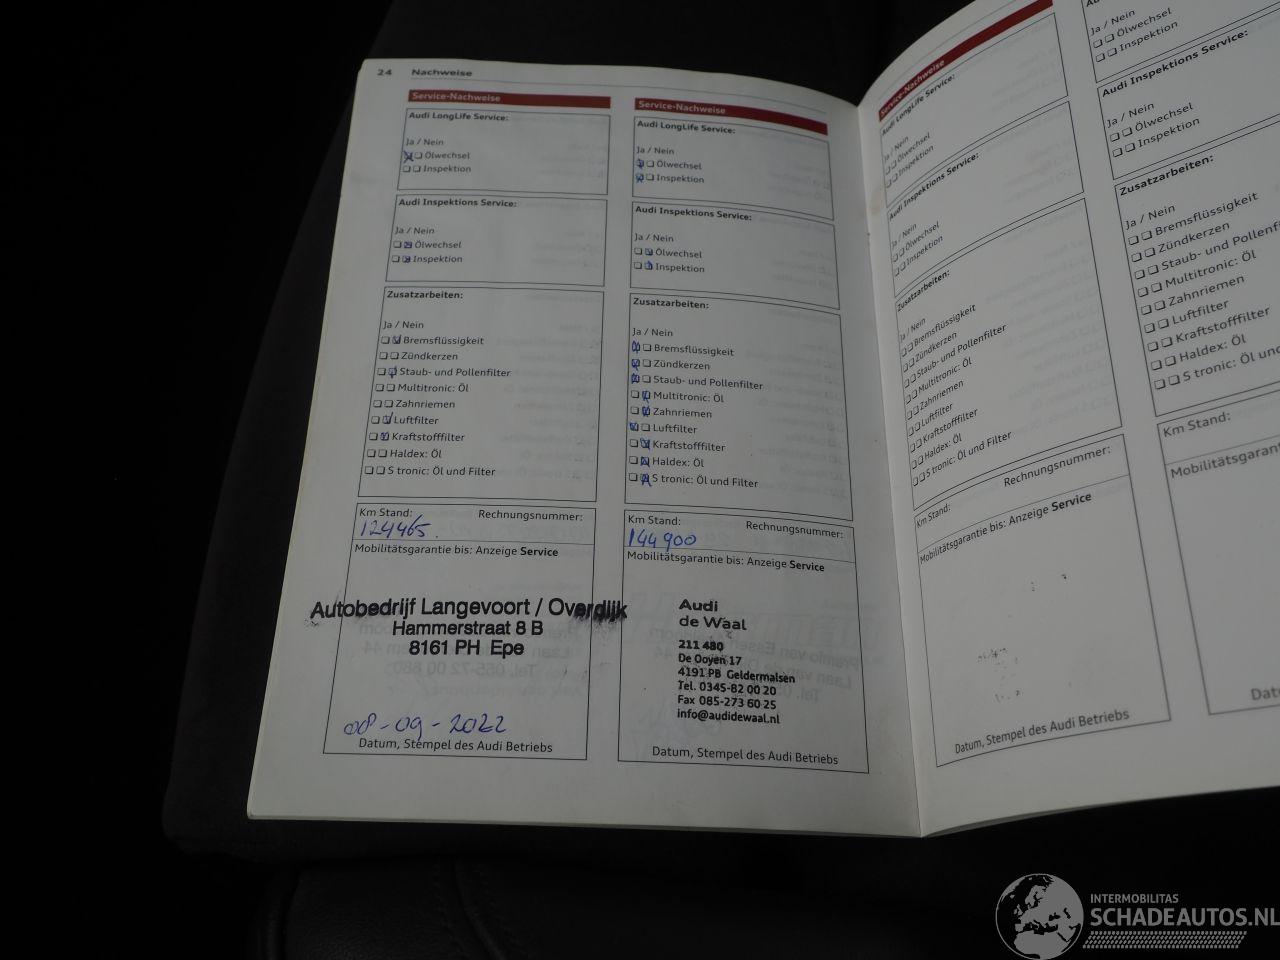 24 Nachweise
Service-Nachweise
Audi LongLife Service:
Ja / Nein
Ölwechsel
Inspektion
Audi Inspektions Service:
Ja / Nein
Ölwechsel
Inspektion
Zusatzarbeiten:
Ja / Nein
Bremsflüssigkeit
Zündkerzen
Staub- und Pollenfilter
Multitronic: Öl
Zahnriemen
Luftfilter
Kraftstofffilter
Haldex: Öl
S tronic: Öl und Filter
Km Stand: Rechnungsnummer:
124465.
Mobilitätsgarantie bis: Anzeige Service
Autobedrijf Langevoort / Overdijk
Hammerstraat 8 B
8161 PH Epe
08-09-2022
Datum, Stempel des Audi Betriebs
Service-Nachweise
Audi LongLife Service:
Ja / Nein
Ölwechsel
Inspektion
Audi Inspektions Service:
Ja / Nein
Ölwechsel
Inspektion
Zusatzarbeiten:
Ja / Nein
Bremsflüssigkeit
Zündkerzen
Staub- und Pollenfilter
Multitronic: Öl
Zahnriemen
Luftfilter
Kraftstofffilter
Haldex: Öl
S tronic: Öl und Filter
Km Stand: Rechnungsnummer:
144900
Mobilitätsgarantie bis: Anzeige Service
Audi
de Waal
211 480
De Ooyen 17
4191 PB Geldermalsen
Tel. 0345-82 00 20
Fax 085-273 60 25
info@audidewaal.nl
Datum, Stempel des Audi Betriebs
Service-Nachweise
Audi LongLife Service:
Ja / Nein
Ölwechsel
Inspektion
Audi Inspektions Service:
Ja / Nein
Ölwechsel
Inspektion
Zusatzarbeiten:
Ja / Nein
Bremsflüssigkeit
Zündkerzen
Staub- und Pollenfilter
Multitronic: Öl
Zahnriemen
Luftfilter
Kraftstofffilter
Haldex: Öl
S tronic: Öl und Filter
Km Stand: Rechnungsnummer:
Mobilitätsgarantie bis: Anzeige Service
Datum, Stempel des Audi Betriebs
Ja / Nein
Ölwechsel
Inspektion
Audi Inspektions Service:
Ja / Nein
Ölwechsel
Inspektion
Zusatzarbeiten:
Ja / Nein
Bremsflüssigkeit
Zündkerzen
Staub- und Pollenf
Multitronic: Öl
Zahnriemen
Luftfilter
Kraftstofffilter
Haldex: Öl
S tronic: Öl un
Km Stand:
Mobilitätsgaran
Datu
INTERMOBILITAS
SCHADEAUTOS.NL